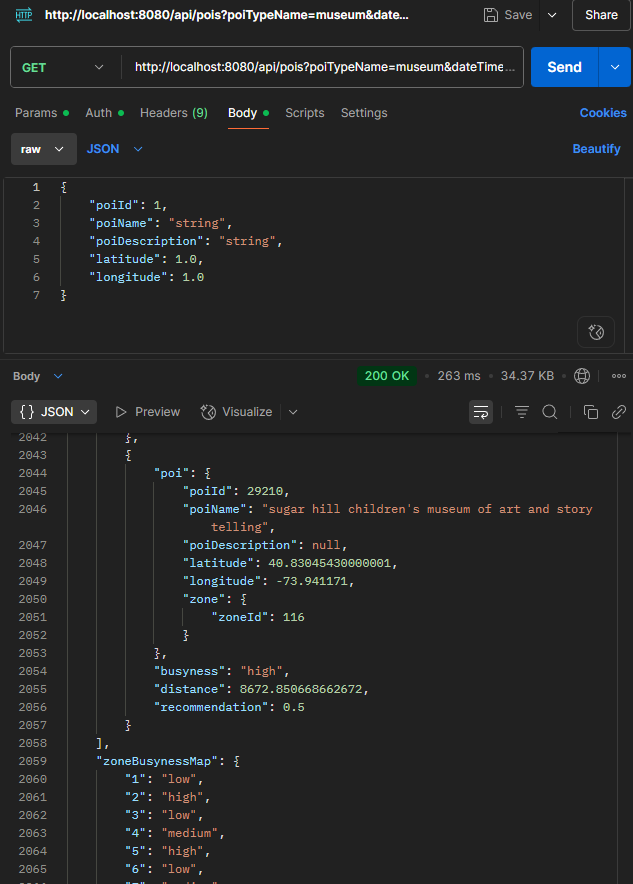 HTTP http://localhost:8080/api/pois?poiTypeName=museum&date... Save Share
GET http://localhost:8080/api/pois?poiTypeName=museum&dateTime... Send
Params Auth Headers (9) Body Scripts Settings Cookies
raw JSON Beautify
1 {
2 "poiId": 1,
3 "poiName": "string",
4 "poiDescription": "string",
5 "latitude": 1.0,
6 "longitude": 1.0
7 }
Body 200 OK 263 ms 34.37 KB
{} JSON Preview Visualize
2042 },
2043 {
2044 "poi": {
2045 "poiId": 29210,
2046 "poiName": "sugar hill children's museum of art and story
telling",
2047 "poiDescription": null,
2048 "latitude": 40.83045430000001,
2049 "longitude": -73.941171,
2050 "zone": {
2051 "zoneId": 116
2052 }
2053 },
2054 "busyness": "high",
2055 "distance": 8672.850668662672,
2056 "recommendation": 0.5
2057 }
2058 ],
2059 "zoneBusynessMap": {
2060 "1": "low",
2061 "2": "high",
2062 "3": "low",
2063 "4": "medium",
2064 "5": "high",
2065 "6": "low",